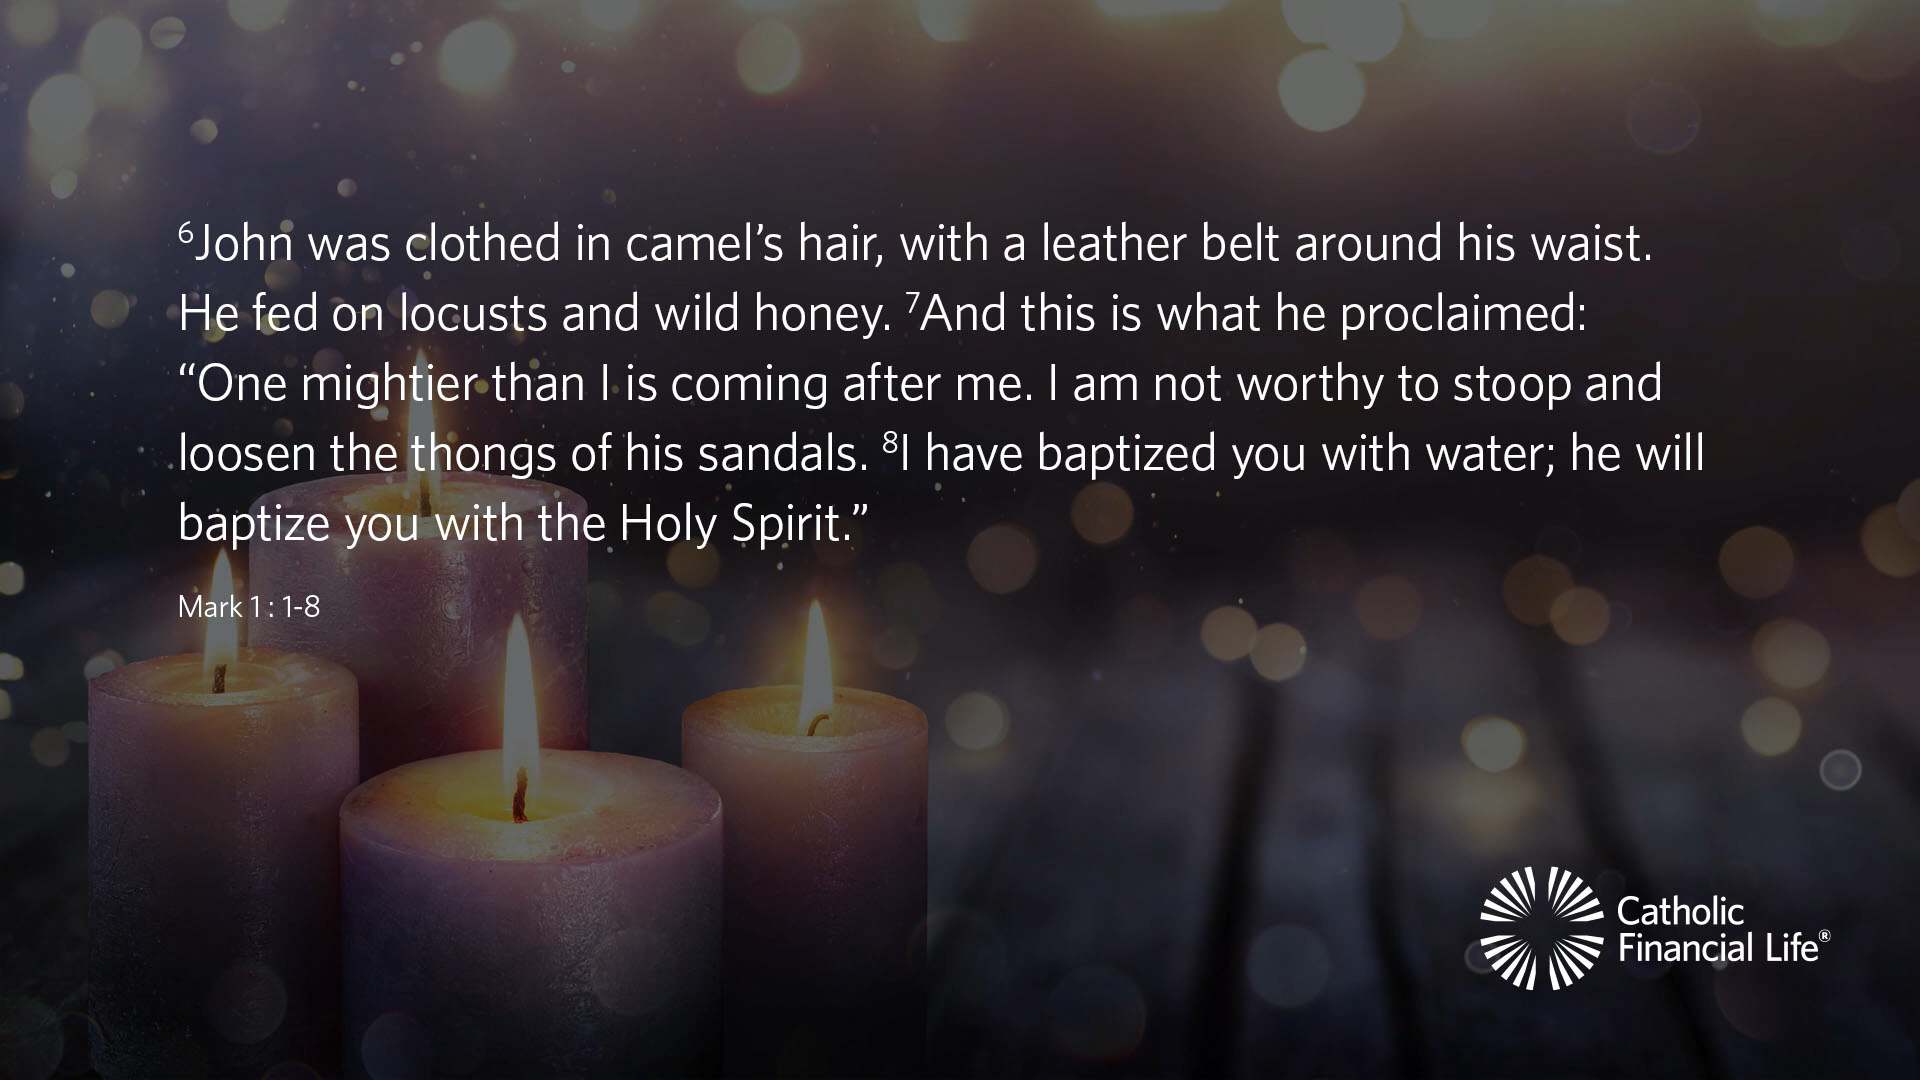 ⁶John was clothed in camel’s hair, with a leather belt around his waist.
He fed on locusts and wild honey. ⁷And this is what he proclaimed:
“One mightier than I is coming after me. I am not worthy to stoop and
loosen the thongs of his sandals. ⁸I have baptized you with water; he will
baptize you with the Holy Spirit.”
Mark 1 : 1-8
Catholic
Financial Life®